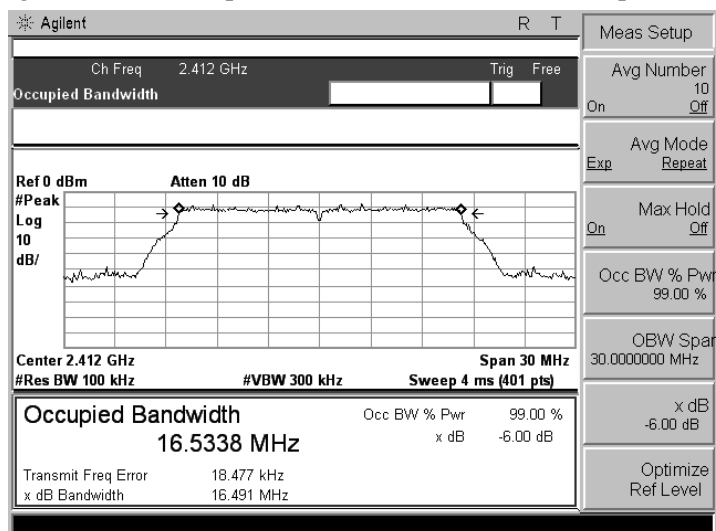 Agilent R T
Ch Freq 2.412 GHz Trig Free
Occupied Bandwidth
Ref 0 dBm Atten 10 dB
#Peak
Log
10
dB/
Center 2.412 GHz Span 30 MHz
#Res BW 100 kHz #VBW 300 kHz Sweep 4 ms (401 pts)
Occupied Bandwidth Occ BW % Pwr 99.00 %
16.5338 MHz x dB -6.00 dB
Transmit Freq Error 18.477 kHz
x dB Bandwidth 16.491 MHz
Meas Setup
Avg Number
10
On Off
Avg Mode
Exp Repeat
Max Hold
On Off
Occ BW % Pwr
99.00 %
OBW Spar
30.0000000 MHz
x dB
-6.00 dB
Optimize
Ref Level